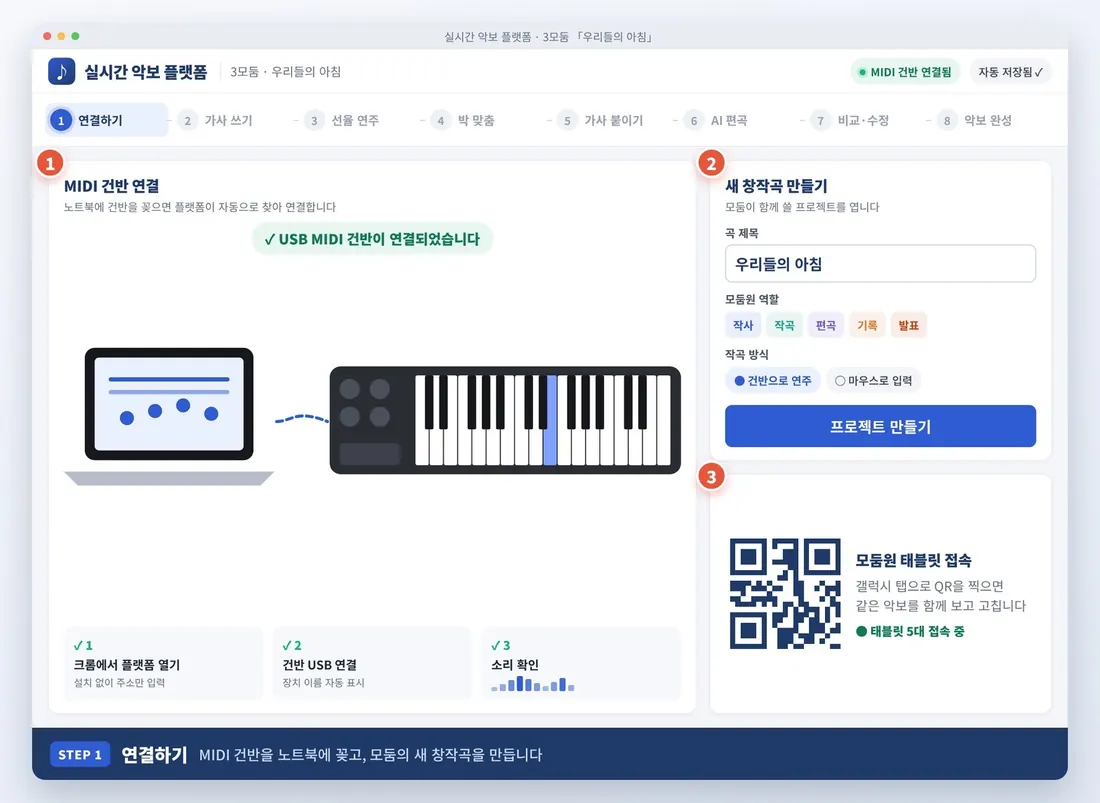 실시간 악보 플랫폼 · 3모둠 「우리들의 아침」
♪ 실시간 악보 플랫폼 3모둠 · 우리들의 아침
● MIDI 건반 연결됨 자동 저장됨 ✓
1 연결하기 – 2 가사 쓰기 – 3 선율 연주 – 4 박 맞춤 – 5 가사 붙이기 – 6 AI 편곡 – 7 비교·수정 – 8 악보 완성
1
MIDI 건반 연결
노트북에 건반을 꽂으면 플랫폼이 자동으로 찾아 연결합니다
✓ USB MIDI 건반이 연결되었습니다
✓ 1
크롬에서 플랫폼 열기
설치 없이 주소만 입력
✓ 2
건반 USB 연결
장치 이름 자동 표시
✓ 3
소리 확인
2
새 창작곡 만들기
모둠이 함께 쓸 프로젝트를 엽니다
곡 제목
우리들의 아침
모둠원 역할
작사 작곡 편곡 기록 발표
작곡 방식
● 건반으로 연주 ○ 마우스로 입력
프로젝트 만들기
3
모둠원 태블릿 접속
갤럭시 탭으로 QR을 찍으면
같은 악보를 함께 보고 고칩니다
● 태블릿 5대 접속 중
STEP 1 연결하기 MIDI 건반을 노트북에 꽂고, 모둠의 새 창작곡을 만듭니다